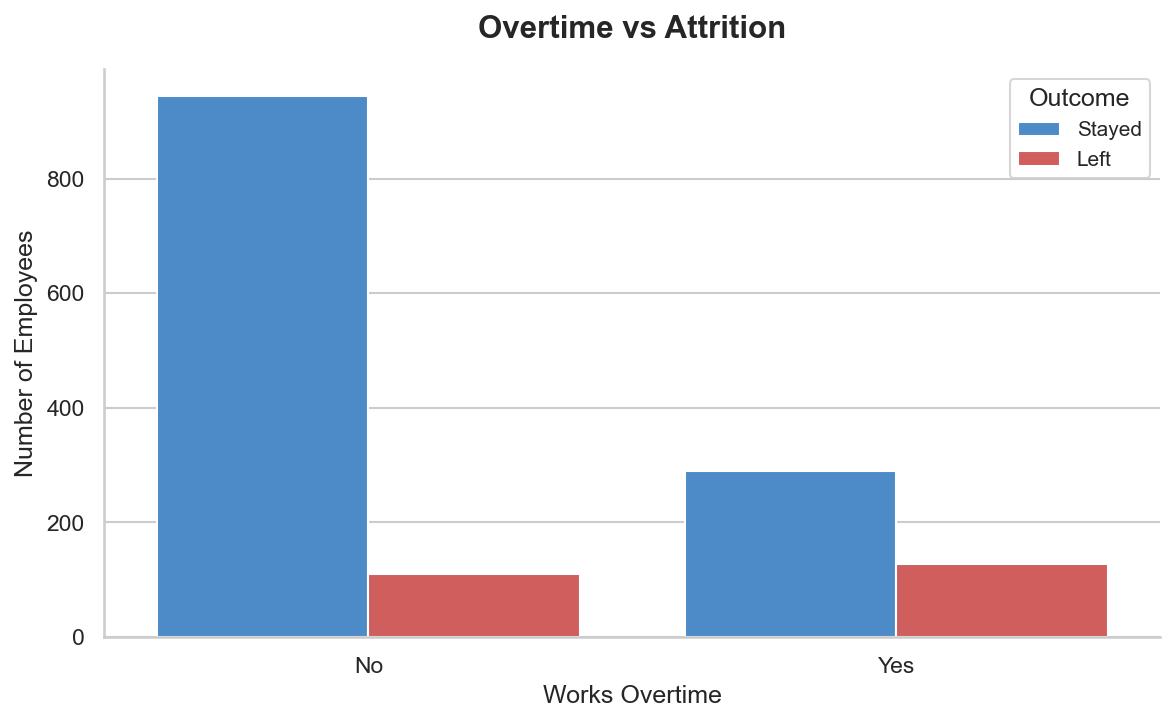 Overtime vs Attrition
Outcome
Stayed
Left
Number of Employees
800
600
400
200
0
No
Yes
Works Overtime